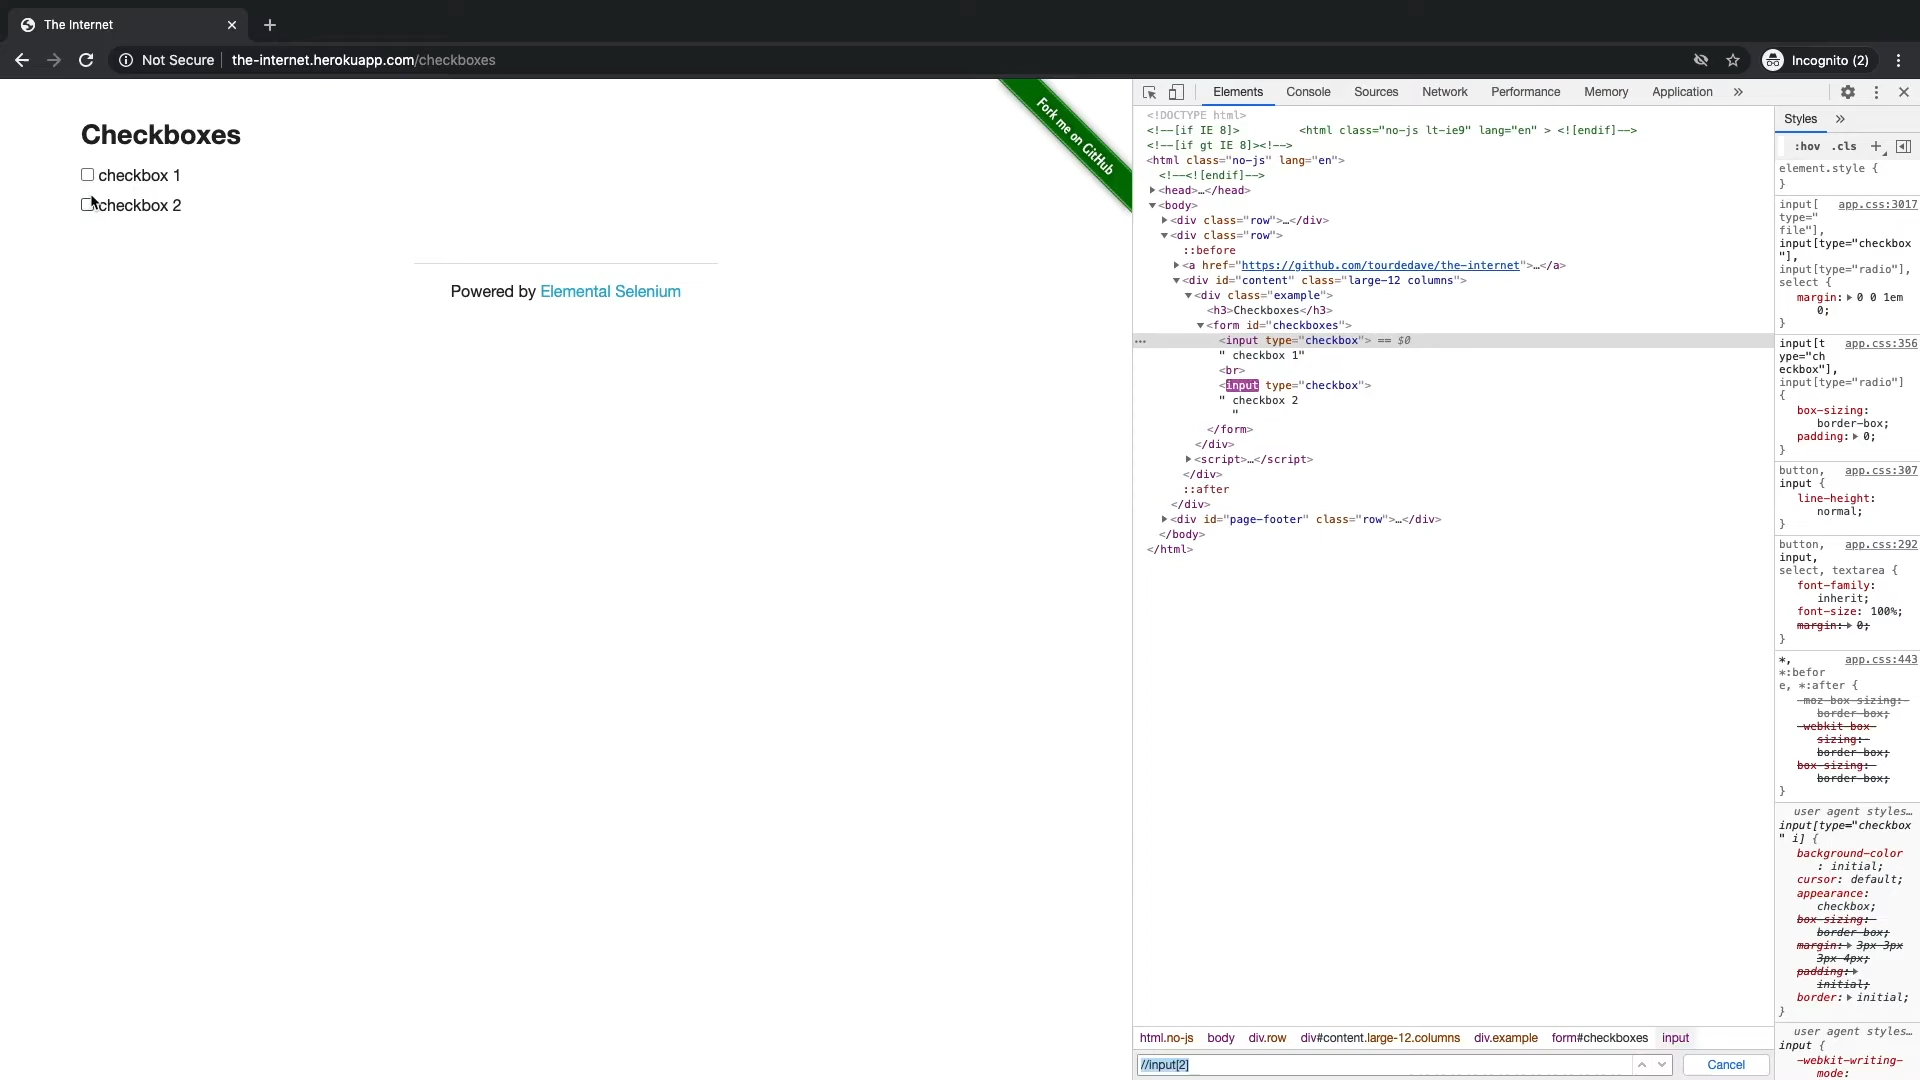 The Internet
Not Secure
the-internet.herokuapp.com/checkboxes
Incognito (2)
Checkboxes
checkbox 1
checkbox 2
Powered by Elemental Selenium
Fork me on GitHub
Elements Console Sources Network Performance Memory Application »
<!DOCTYPE html>
<!--[if IE 8]> <html class="no-js lt-ie9" lang="en" > <![endif]-->
<!--[if gt IE 8]><!-->
<html class="no-js" lang="en">
<!--<![endif]-->
<head>…</head>
<body>
<div class="row">…</div>
<div class="row">
::before
<a href="https://github.com/tourdedave/the-internet">…</a>
<div id="content" class="large-12 columns">
<div class="example">
<h3>Checkboxes</h3>
<form id="checkboxes">
<input type="checkbox"> == $0
" checkbox 1"
<br>
<input type="checkbox">
" checkbox 2
"
</form>
</div>
<script>…</script>
</div>
::after
</div>
<div id="page-footer" class="row">…</div>
</body>
</html>
html.no-js body div.row div#content.large-12.columns div.example form#checkboxes input
//input[2]
Cancel
Styles »
:hov .cls +
element.style {
}
input[ app.css:3017
type="
file"],
input[type="checkbox
"],
input[type="radio"],
select {
margin: 0 0 1em
0;
}
input[t app.css:356
ype="ch
eckbox"],
input[type="radio"]
{
box-sizing:
border-box;
padding: 0;
}
button, app.css:307
input {
line-height:
normal;
}
button, app.css:292
input,
select, textarea {
font-family:
inherit;
font-size: 100%;
margin: 0;
}
*, app.css:443
*:befor
e, *:after {
-moz-box-sizing:
border-box;
-webkit-box-
sizing:
border-box;
box-sizing:
border-box;
}
user agent styles…
input[type="checkbox
" i] {
background-color
: initial;
cursor: default;
appearance:
checkbox;
box-sizing:
border-box;
margin: 3px 3px
3px 4px;
padding:
initial;
border: initial;
}
user agent styles…
input {
-webkit-writing-
mode: